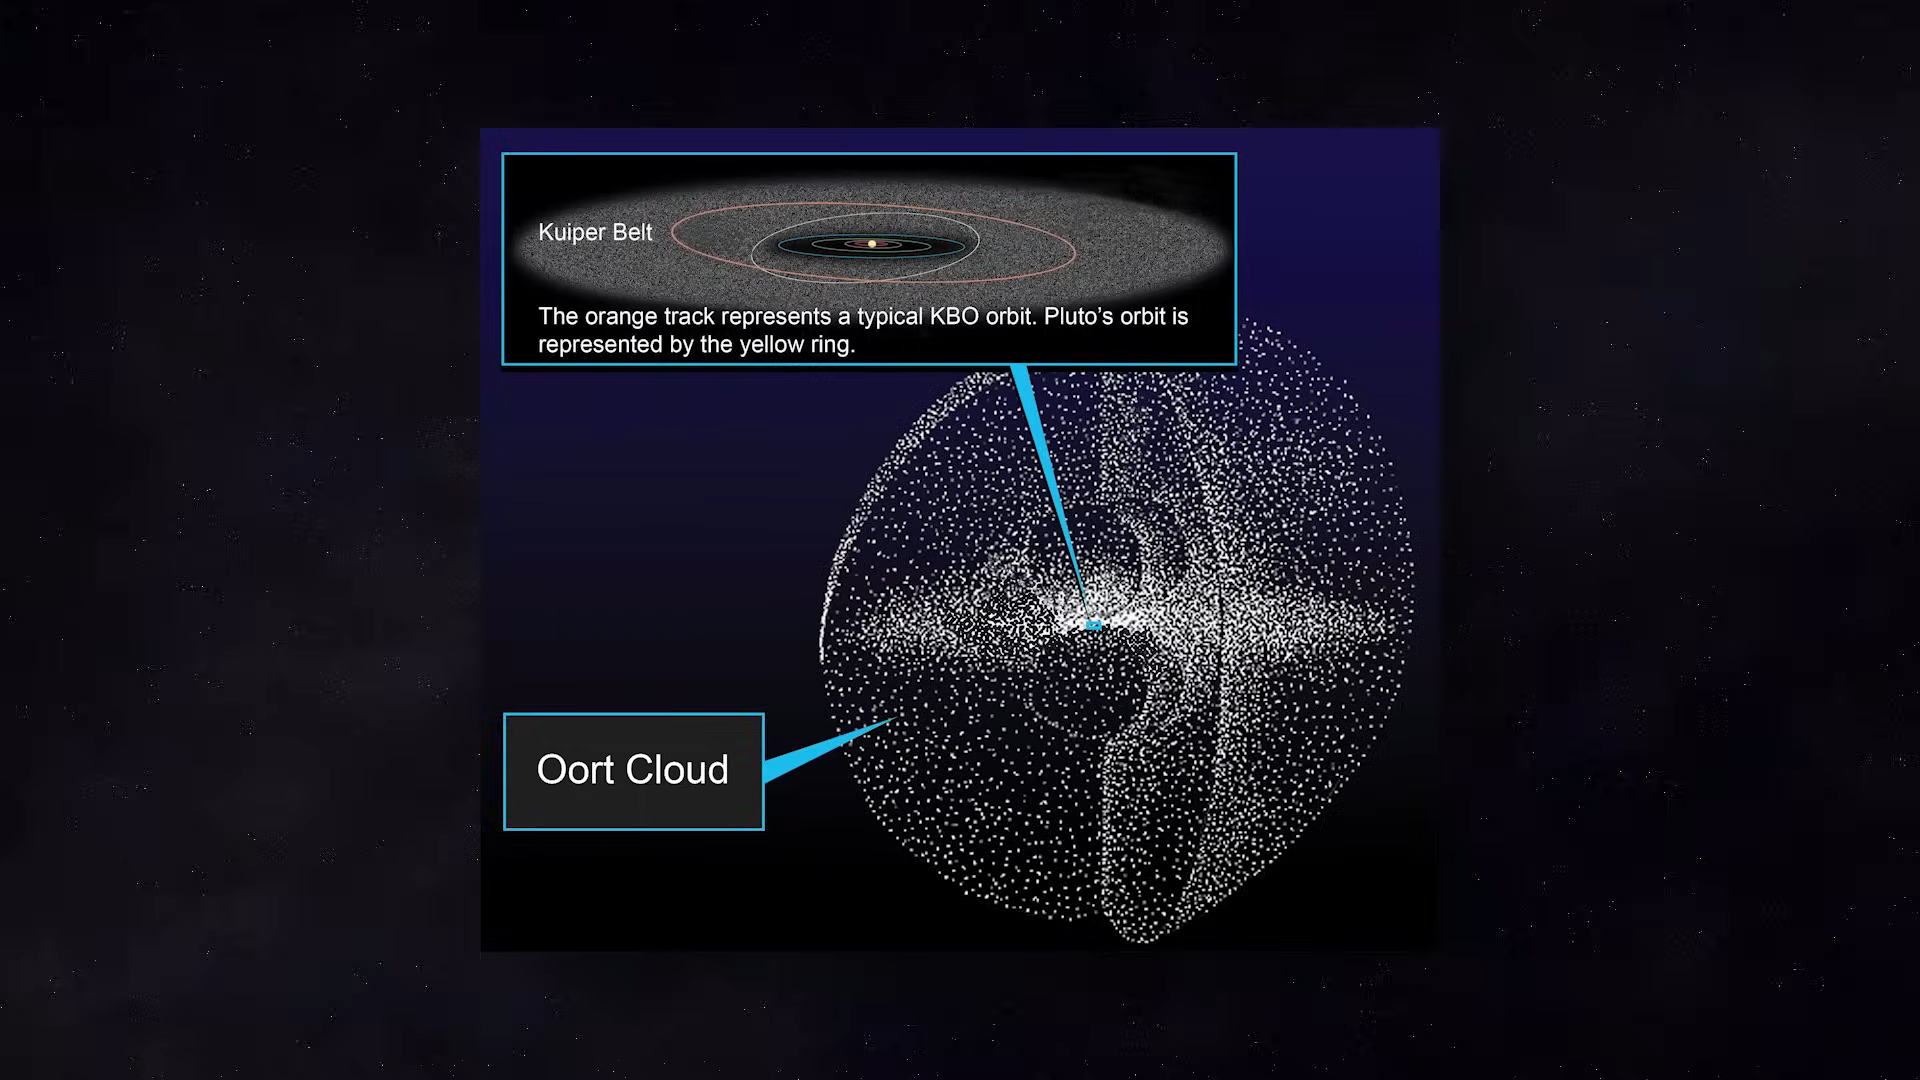 Kuiper Belt
The orange track represents a typical KBO orbit. Pluto’s orbit is
represented by the yellow ring.
Oort Cloud